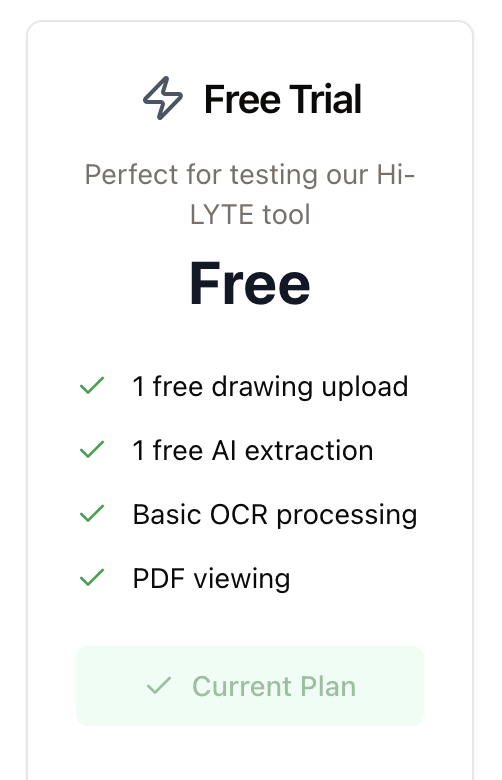 Free Trial
Perfect for testing our Hi-
LYTE tool
Free
1 free drawing upload
1 free AI extraction
Basic OCR processing
PDF viewing
Current Plan